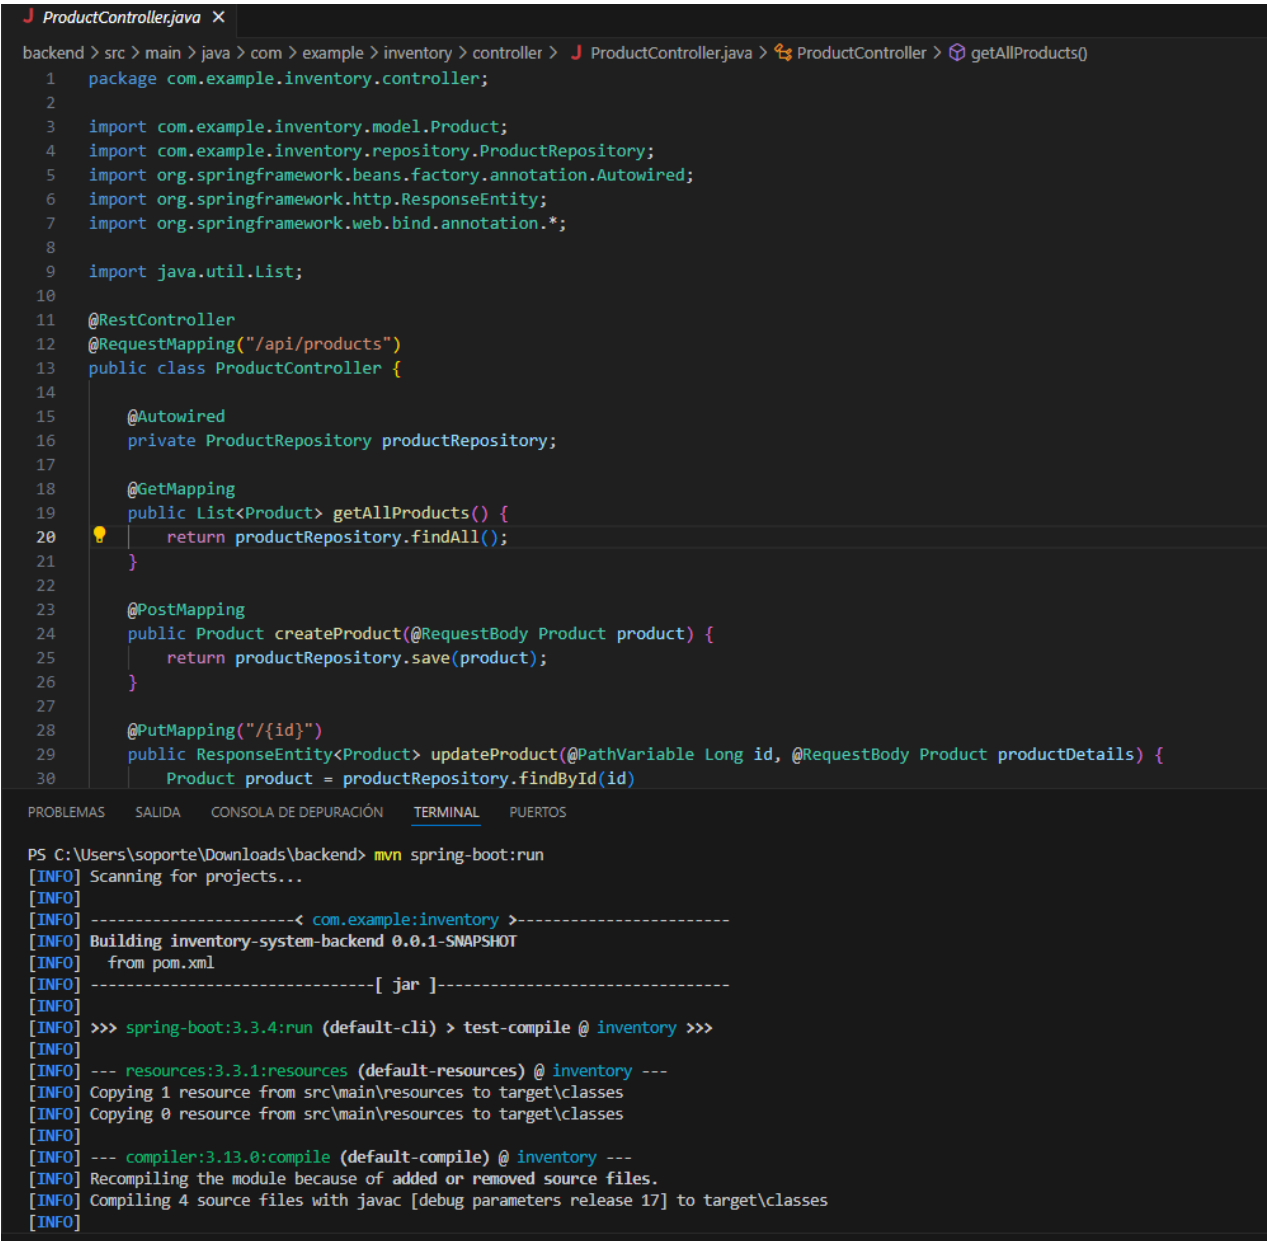 J ProductController.java ×
backend > src > main > java > com > example > inventory > controller > J ProductController.java > ProductController > getAllProducts()
1 package com.example.inventory.controller;
2
3 import com.example.inventory.model.Product;
4 import com.example.inventory.repository.ProductRepository;
5 import org.springframework.beans.factory.annotation.Autowired;
6 import org.springframework.http.ResponseEntity;
7 import org.springframework.web.bind.annotation.*;
8
9 import java.util.List;
10
11 @RestController
12 @RequestMapping("/api/products")
13 public class ProductController {
14
15 @Autowired
16 private ProductRepository productRepository;
17
18 @GetMapping
19 public List<Product> getAllProducts() {
20 return productRepository.findAll();
21 }
22
23 @PostMapping
24 public Product createProduct(@RequestBody Product product) {
25 return productRepository.save(product);
26 }
27
28 @PutMapping("/{id}")
29 public ResponseEntity<Product> updateProduct(@PathVariable Long id, @RequestBody Product productDetails) {
30 Product product = productRepository.findById(id)
PROBLEMAS SALIDA CONSOLA DE DEPURACIÓN TERMINAL PUERTOS
PS C:\Users\soporte\Downloads\backend> mvn spring-boot:run
[INFO] Scanning for projects...
[INFO]
[INFO] -----------------------< com.example:inventory >------------------------
[INFO] Building inventory-system-backend 0.0.1-SNAPSHOT
[INFO]   from pom.xml
[INFO] --------------------------------[ jar ]---------------------------------
[INFO]
[INFO] >>> spring-boot:3.3.4:run (default-cli) > test-compile @ inventory >>>
[INFO]
[INFO] --- resources:3.3.1:resources (default-resources) @ inventory ---
[INFO] Copying 1 resource from src\main\resources to target\classes
[INFO] Copying 0 resource from src\main\resources to target\classes
[INFO]
[INFO] --- compiler:3.13.0:compile (default-compile) @ inventory ---
[INFO] Recompiling the module because of added or removed source files.
[INFO] Compiling 4 source files with javac [debug parameters release 17] to target\classes
[INFO]